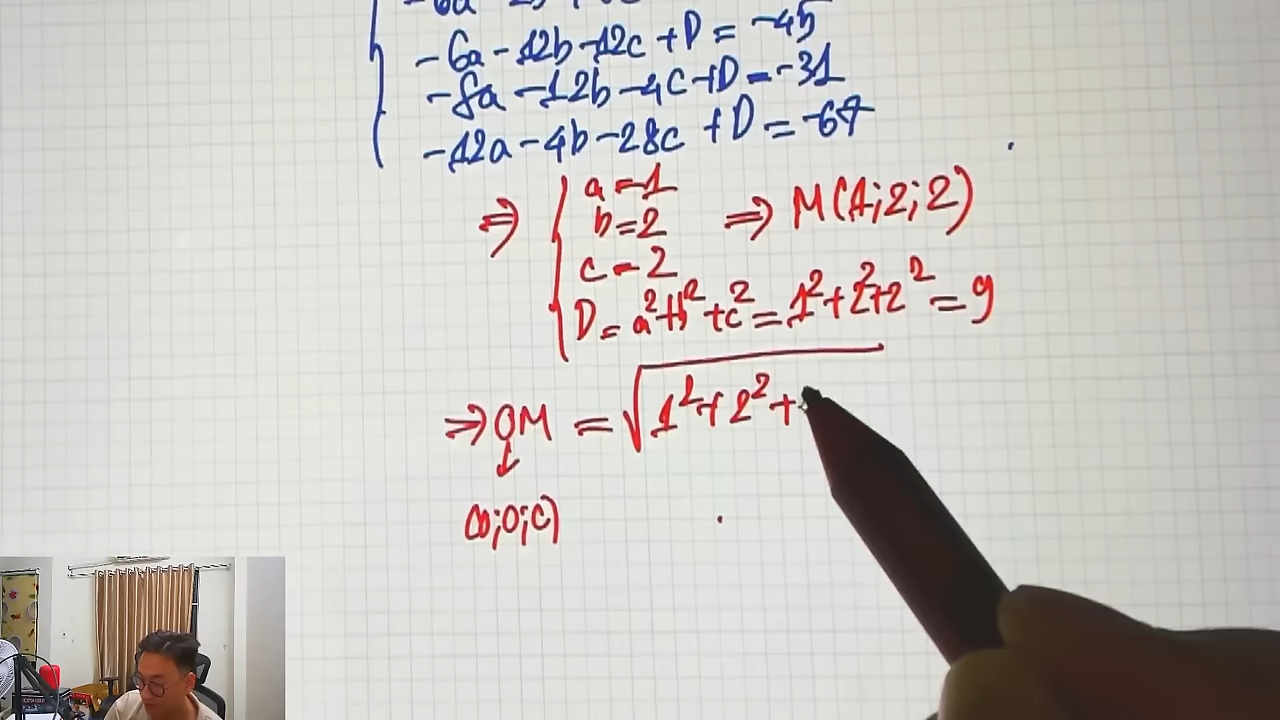 -6a-12b-12c+D=-45
-8a-12b-4c+D=-31
-12a-4b-28c+D=-67
⇒ { a=1
b=2 ⇒ M(1;2;2)
c=2
D=a²+b²+c²=1²+2²+2²=9
⇒ OM = √1²+2²+
(0;0;0)